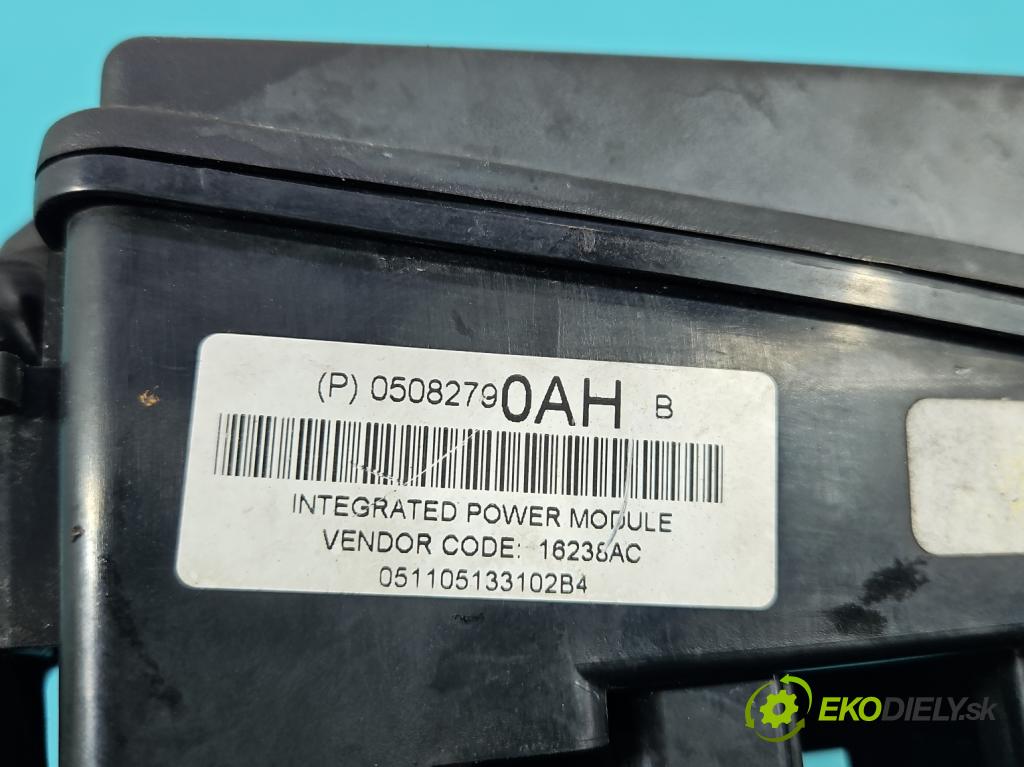 (P) 05082790AH B
INTEGRATED POWER MODULE
VENDOR CODE: 16238AC
051105133102B4
EKODIELY.sk